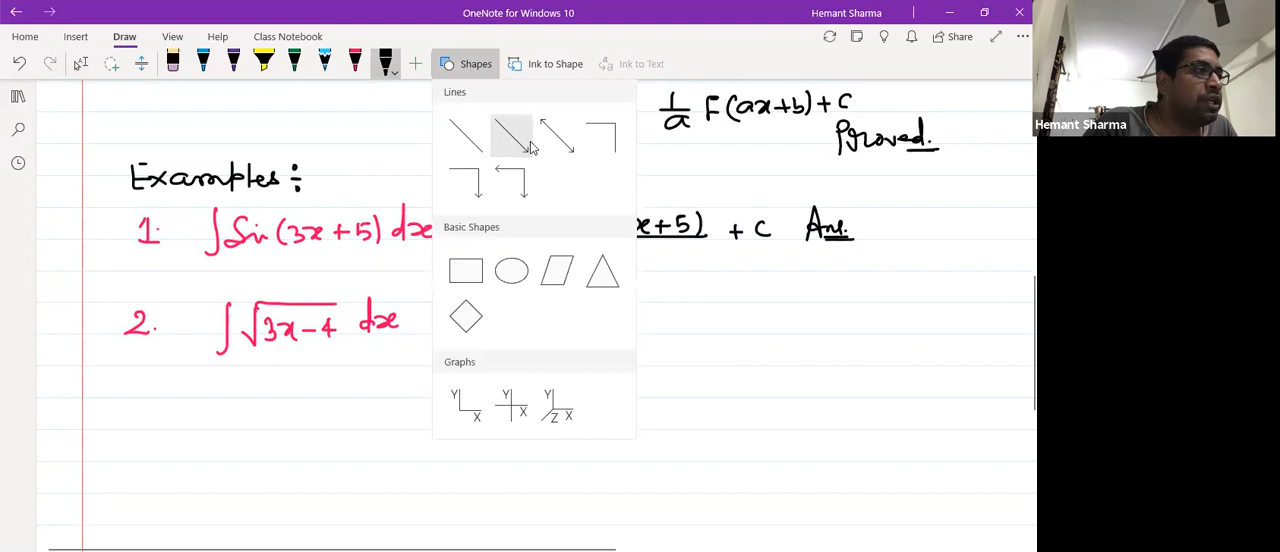 OneNote for Windows 10
Hemant Sharma
Home Insert Draw View Class Notebook
Share
Shapes Ink to Shape Ink to Text
Lines
Basic Shapes
Graphs
Y X Y X Y Z X
1/a F(ax+b)+c
Proved.
Hemant Sharma
Examples ÷
1. ∫ Sin (3x + 5) dx x+5) + c Ans.
2. ∫ √(3x-4) dx